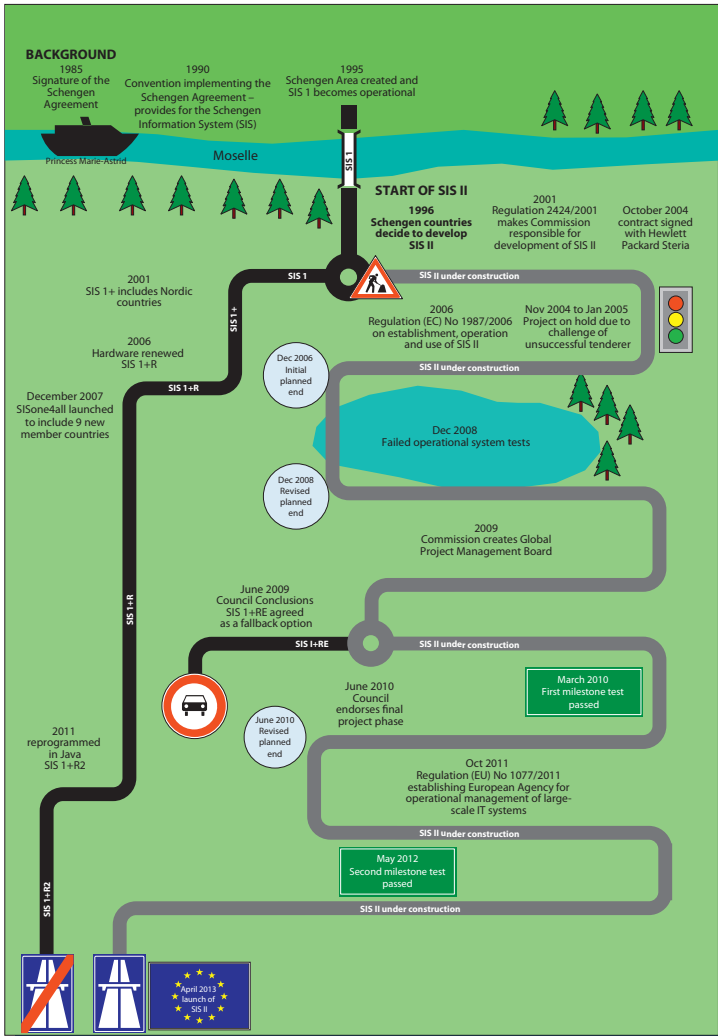 BACKGROUND
1985
Signature of the
Schengen
Agreement
1990
Convention implementing the
Schengen Agreement –
provides for the Schengen
Information System (SIS)
1995
Schengen Area created and
SIS 1 becomes operational
Princess Marie-Astrid
Moselle
SIS 1
START OF SIS II
1996
Schengen countries
decide to develop
SIS II
2001
Regulation 2424/2001
makes Commission
responsible for
development of SIS II
October 2004
contract signed
with Hewlett
Packard Steria
SIS 1
SIS II under construction
2001
SIS 1+ includes Nordic
countries
SIS 1+
2006
Regulation (EC) No 1987/2006
on establishment, operation
and use of SIS II
Nov 2004 to Jan 2005
Project on hold due to
challenge of
unsuccessful tenderer
2006
Hardware renewed
SIS 1+R
Dec 2006
Initial
planned
end
SIS II under construction
SIS 1+R
December 2007
SISone4all launched
to include 9 new
member countries
Dec 2008
Failed operational system tests
Dec 2008
Revised
planned
end
2009
Commission creates Global
Project Management Board
SIS 1+R
June 2009
Council Conclusions
SIS 1+RE agreed
as a fallback option
SIS I+RE
SIS II under construction
March 2010
First milestone test
passed
June 2010
Council
endorses final
project phase
June 2010
Revised
planned
end
2011
reprogrammed
in Java
SIS 1+R2
Oct 2011
Regulation (EU) No 1077/2011
establishing European Agency for
operational management of large-
scale IT systems
SIS II under construction
May 2012
Second milestone test
passed
SIS 1+R2
SIS II under construction
April 2013
launch of
SIS II